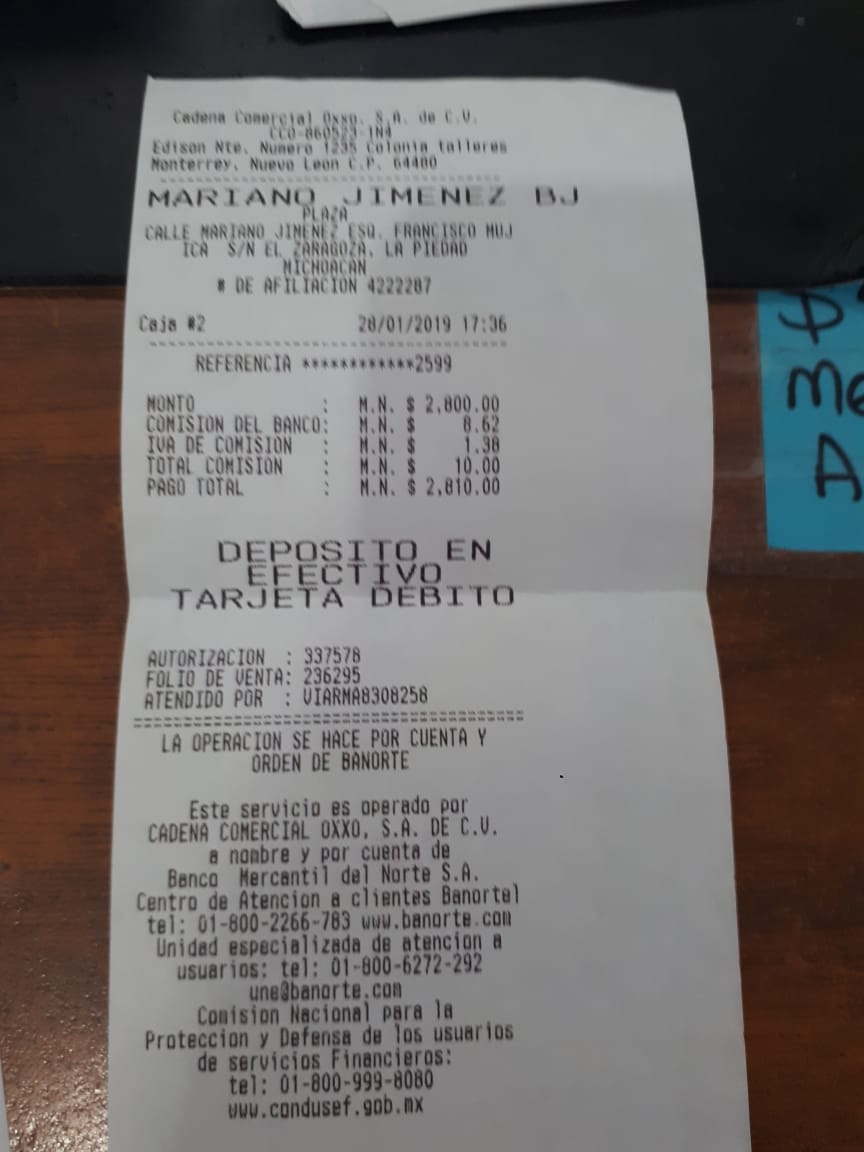 Cadena Comercial Oxxo. S.A. de C.V.
CCO-860523-1N4
Edison Nte. Numero 1235 Colonia talleres
Monterrey. Nuevo Leon C.P. 64480
MARIANO JIMENEZ BJ
PLAZA
CALLE MARIANO JIMENEZ ESQ. FRANCISCO MUJ
ICA S/N EL ZARAGOZA, LA PIEDAD
MICHOACAN
# DE AFILIACION 4222287
Caja #2 28/01/2019 17:36
REFERENCIA ************2599
MONTO : M.N. $ 2,800.00
COMISION DEL BANCO: M.N. $ 8.62
IVA DE COMISION : M.N. $ 1.38
TOTAL COMISION : M.N. $ 10.00
PAGO TOTAL : M.N. $ 2,810.00
DEPOSITO EN
EFECTIVO
TARJETA DEBITO
AUTORIZACION : 337578
FOLIO DE VENTA: 236295
ATENDIDO POR : VIARMA8308258
LA OPERACION SE HACE POR CUENTA Y
ORDEN DE BANORTE
Este servicio es operado por
CADENA COMERCIAL OXXO, S.A. DE C.V.
a nombre y por cuenta de
Banco Mercantil del Norte S.A.
Centro de Atencion a clientes Banortel
tel: 01-800-2266-783 www.banorte.com
Unidad especializada de atencion a
usuarios: tel: 01-800-6272-292
une@banorte.com
Comision Nacional para la
Proteccion y Defensa de los usuarios
de servicios Financieros:
tel: 01-800-999-8080
www.condusef.gob.mx